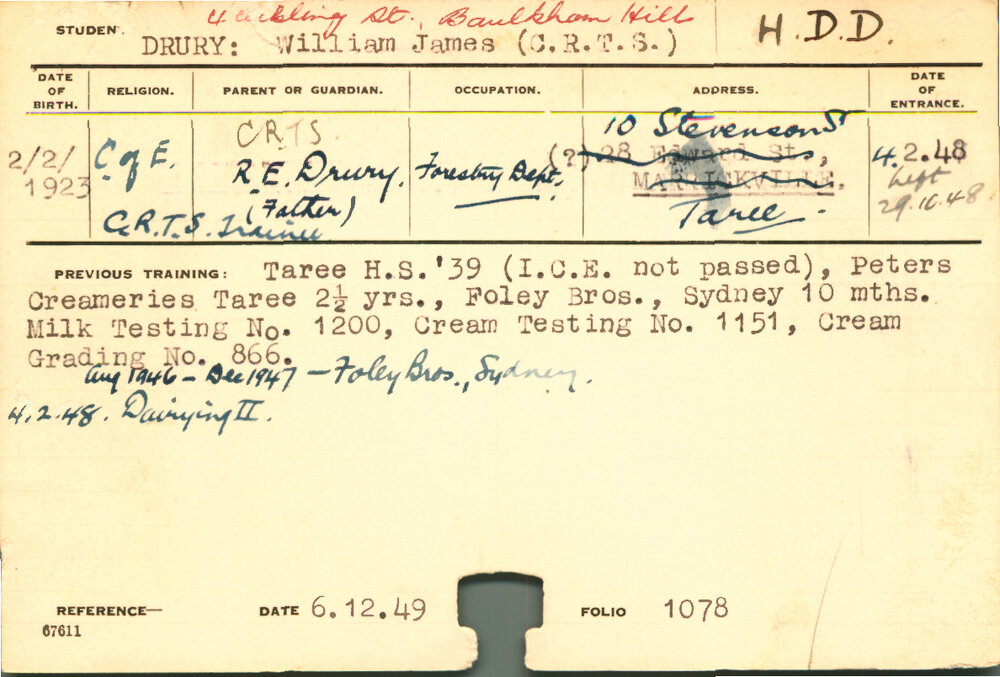 4 St., Baulkham Hill
STUDEN. DRURY: William James (C.R.T.S.) H.D.D.
DATE OF BIRTH. RELIGION. PARENT OR GUARDIAN. OCCUPATION. ADDRESS. DATE OF ENTRANCE.
C.R.T.S. 10 Stevenson St
2/2/1923 C of E. R.E. Drury. Forestry Dept. (?) 28 Edward St., 4.2.48
(Father) MARRICKVILLE. Left
C.R.T.S. Trainee Taree. 29.10.48.
PREVIOUS TRAINING: Taree H.S.'39 (I.C.E. not passed), Peters
Creameries Taree 2½ yrs., Foley Bros., Sydney 10 mths.
Milk Testing No. 1200, Cream Testing No. 1151, Cream
Grading No. 866.
Aug 1946 - Dec 1947 - Foley Bros., Sydney.
4.2.48. Dairying II.
REFERENCE— DATE 6.12.49 FOLIO 1078
67611